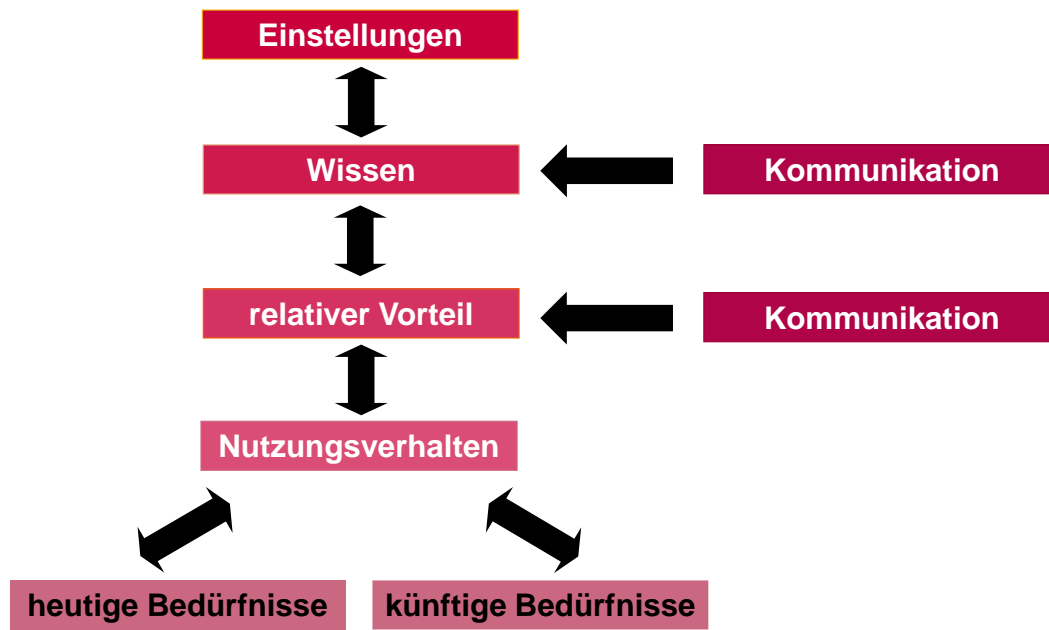 Einstellungen
Wissen
Kommunikation
relativer Vorteil
Kommunikation
Nutzungsverhalten
heutige Bedürfnisse
künftige Bedürfnisse